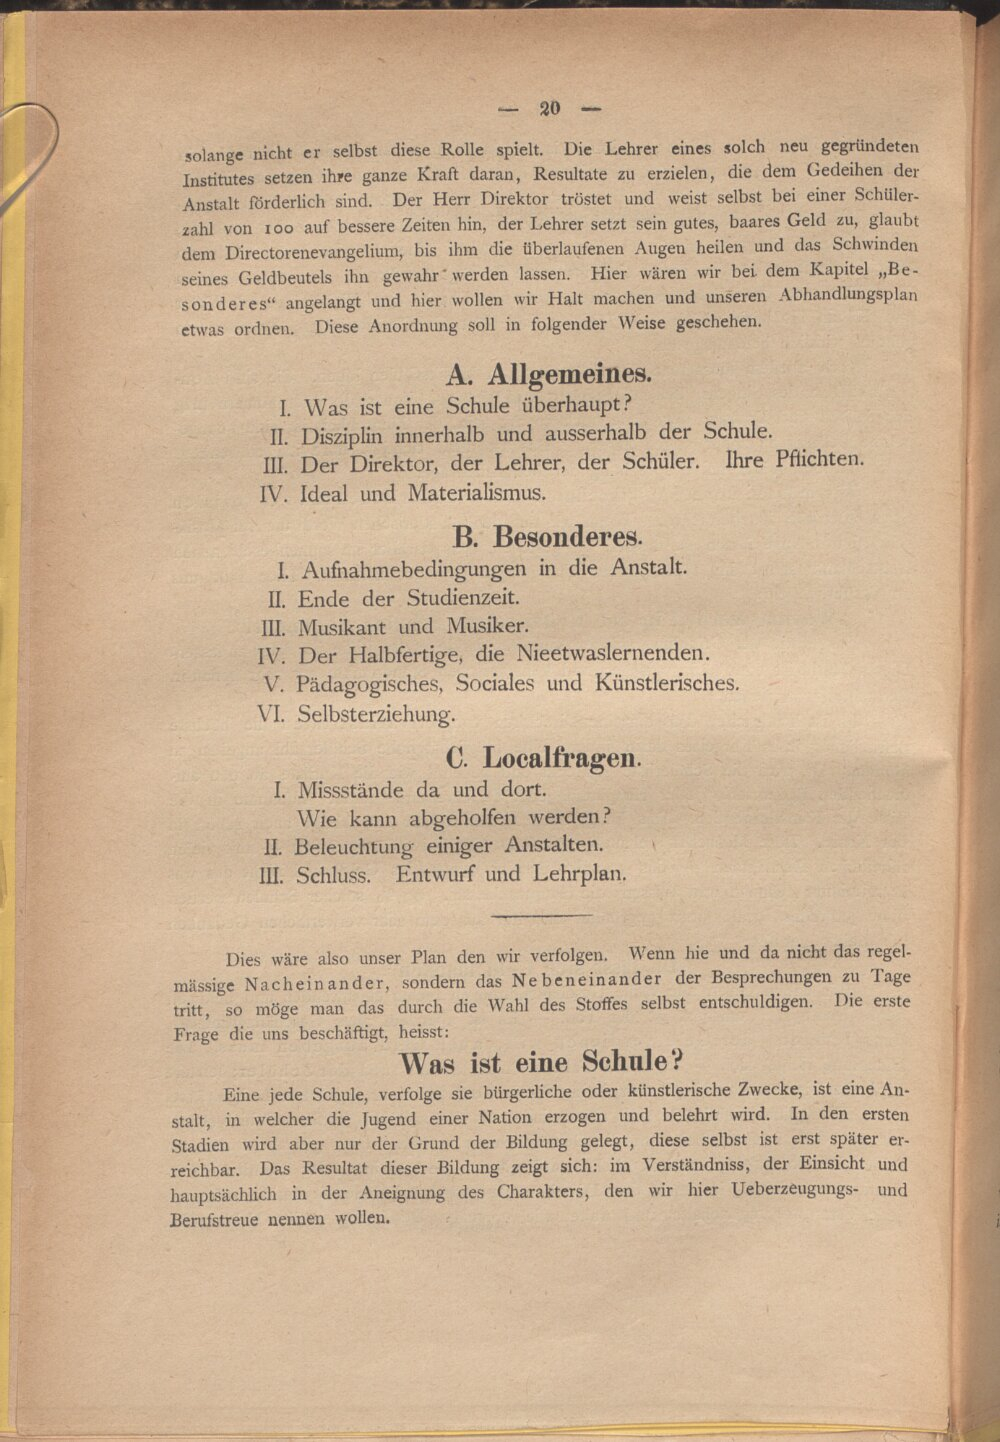 — 20 —
solange nicht er selbst diese Rolle spielt. Die Lehrer eines solch neu gegründeten
Institutes setzen ihre ganze Kraft daran, Resultate zu erzielen, die dem Gedeihen der
Anstalt förderlich sind. Der Herr Direktor tröstet und weist selbst bei einer Schüler-
zahl von 100 auf bessere Zeiten hin, der Lehrer setzt sein gutes, baares Geld zu, glaubt
dem Directorenevangelium, bis ihm die überlaufenen Augen heilen und das Schwinden
seines Geldbeutels ihn gewahr werden lassen. Hier wären wir bei dem Kapitel „Be-
sonderes“ angelangt und hier wollen wir Halt machen und unseren Abhandlungsplan
etwas ordnen. Diese Anordnung soll in folgender Weise geschehen.
A. Allgemeines.
I. Was ist eine Schule überhaupt?
II. Disziplin innerhalb und ausserhalb der Schule.
III. Der Direktor, der Lehrer, der Schüler. Ihre Pflichten.
IV. Ideal und Materialismus.
B. Besonderes.
I. Aufnahmebedingungen in die Anstalt.
II. Ende der Studienzeit.
III. Musikant und Musiker.
IV. Der Halbfertige, die Nieetwaslernenden.
V. Pädagogisches, Sociales und Künstlerisches.
VI. Selbsterziehung.
C. Localfragen.
I. Missstände da und dort.
Wie kann abgeholfen werden?
II. Beleuchtung einiger Anstalten.
III. Schluss. Entwurf und Lehrplan.
Dies wäre also unser Plan den wir verfolgen. Wenn hie und da nicht das regel-
mässige Nacheinander, sondern das Nebeneinander der Besprechungen zu Tage
tritt, so möge man das durch die Wahl des Stoffes selbst entschuldigen. Die erste
Frage die uns beschäftigt, heisst:
Was ist eine Schule?
Eine jede Schule, verfolge sie bürgerliche oder künstlerische Zwecke, ist eine An-
stalt, in welcher die Jugend einer Nation erzogen und belehrt wird. In den ersten
Stadien wird aber nur der Grund der Bildung gelegt, diese selbst ist erst später er-
reichbar. Das Resultat dieser Bildung zeigt sich: im Verständniss, der Einsicht und
hauptsächlich in der Aneignung des Charakters, den wir hier Ueberzeugungs- und
Berufstreue nennen wollen.